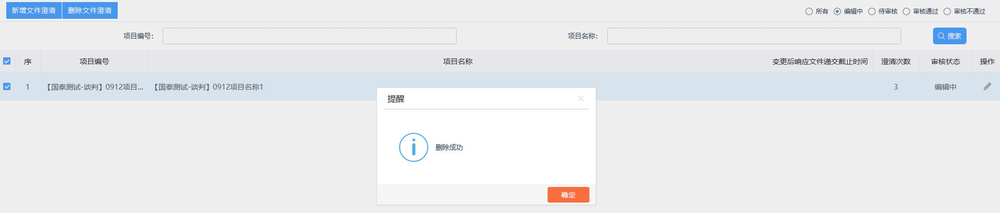 新增文件澄清 删除文件澄清 所有 编辑中 待审核 审核通过 审核不通过
项目编号： 项目名称： 搜索
序 项目编号 项目名称 变更后响应文件递交截止时间 澄清次数 审核状态 操作
1 【国泰测试-谈判】0912项目... 【国泰测试-谈判】0912项目名称1 3 编辑中
提醒
删除成功
确定